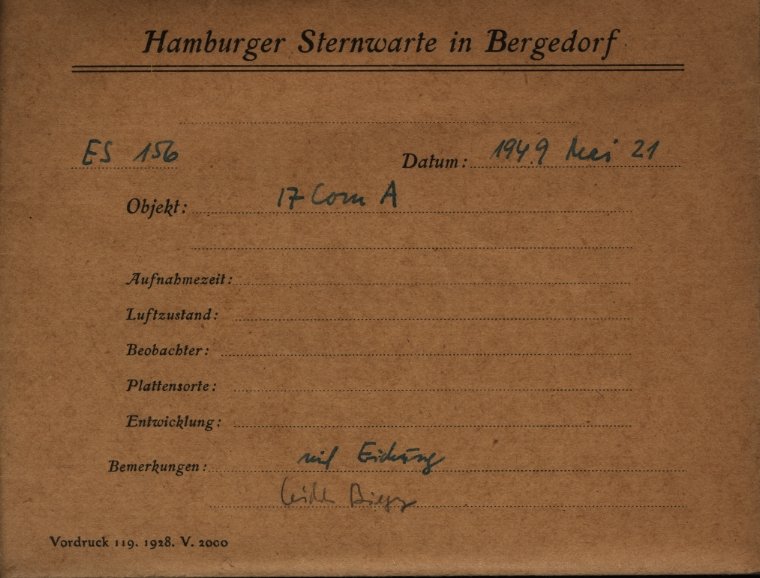 Hamburger Sternwarte in Bergedorf
ES 156 Datum: 1949 Mai 21
Objekt: 17 Com A
Aufnahmezeit:
Luftzustand:
Beobachter:
Plattensorte:
Entwicklung:
Bemerkungen: mit Eichung
Vordruck 119. 1928. V. 2000